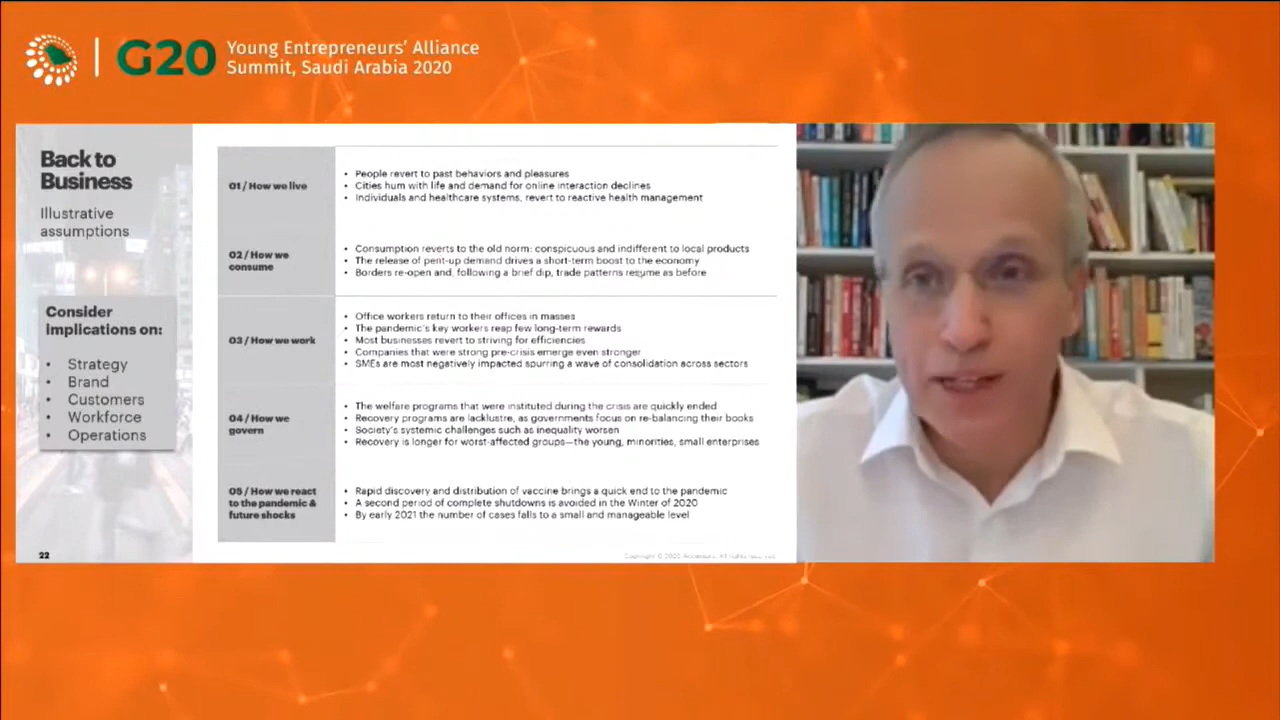 G20
Young Entrepreneurs' Alliance
Summit, Saudi Arabia 2020
Back to
Business
Illustrative
assumptions
Consider
Implications on:
• Strategy
• Brand
• Customers
• Workforce
• Operations
22
01 / How we live
• People revert to past behaviors and pleasures
• Cities hum with life and demand for online interaction declines
• Individuals and healthcare systems, revert to reactive health management
02 / How we
consume
• Consumption reverts to the old norm: conspicuous and indifferent to local products
• The release of pent-up demand drives a short-term boost to the economy
• Borders re-open and, following a brief dip, trade patterns resume as before
03 / How we work
• Office workers return to their offices in masses
• The pandemic's key workers reap few long-term rewards
• Most businesses revert to striving for efficiencies
• Companies that were strong pre-crisis emerge even stronger
• SMEs are most negatively impacted spurring a wave of consolidation across sectors
04 / How we
govern
• The welfare programs that were instituted during the crisis are quickly ended
• Recovery programs are lacklustre, as governments focus on re-balancing their books
• Society's systemic challenges such as inequality worsen
• Recovery is longer for worst-affected groups—the young, minorities, small enterprises
05 / How we react
to the pandemic &
future shocks
• Rapid discovery and distribution of vaccine brings a quick end to the pandemic
• A second period of complete shutdowns is avoided in the Winter of 2020
• By early 2021 the number of cases falls to a small and manageable level
Copyright © 2020 Accenture. All rights reserved.